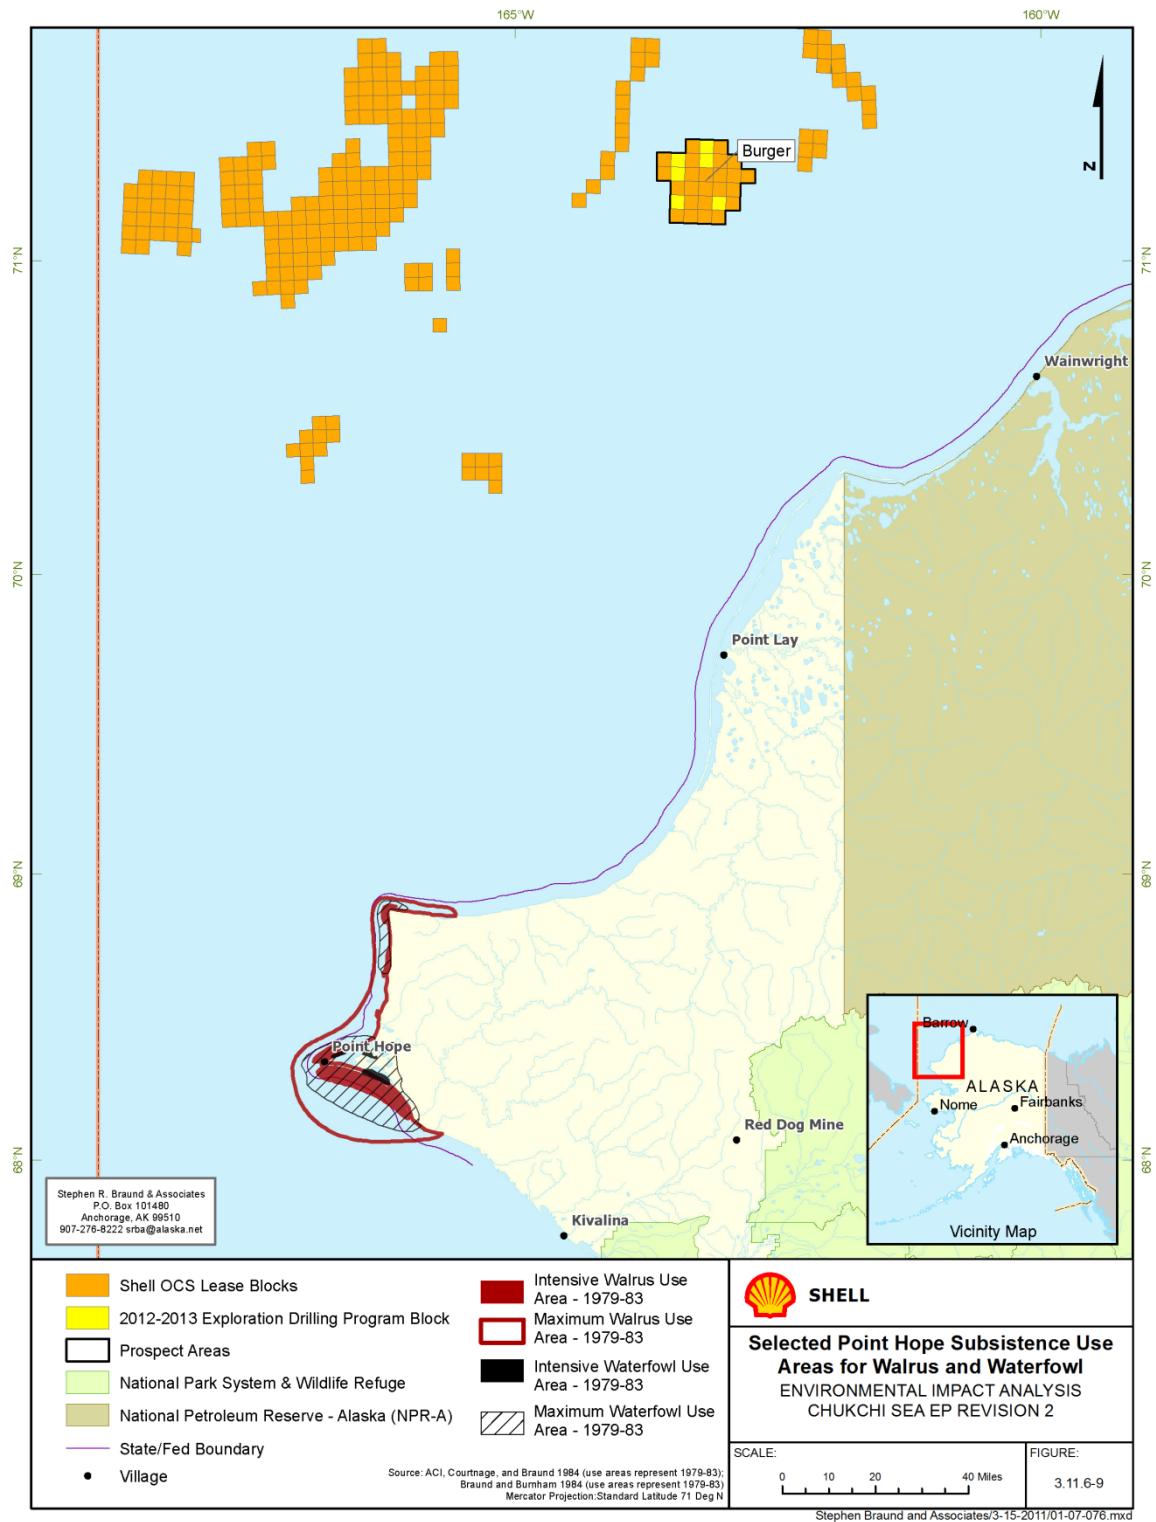 165°W
160°W
Burger
N
71°N
71°N
Wainwright
70°N
70°N
Point Lay
69°N
69°N
Point Hope
Barrow
ALASKA
Nome
Fairbanks
Anchorage
Vicinity Map
Red Dog Mine
68°N
68°N
Kivalina
Stephen R. Braund & Associates
P.O. Box 101480
Anchorage, AK 99510
907-276-8222 srba@alaska.net
Shell OCS Lease Blocks
2012-2013 Exploration Drilling Program Block
Prospect Areas
National Park System & Wildlife Refuge
National Petroleum Reserve - Alaska (NPR-A)
State/Fed Boundary
Village
Intensive Walrus Use
Area - 1979-83
Maximum Walrus Use
Area - 1979-83
Intensive Waterfowl Use
Area - 1979-83
Maximum Waterfowl Use
Area - 1979-83
Source: ACI, Courtnage, and Braund 1984 (use areas represent 1979-83);
Braund and Burnham 1984 (use areas represent 1979-83)
Mercator Projection:Standard Latitude 71 Deg N
SHELL
Selected Point Hope Subsistence Use
Areas for Walrus and Waterfowl
ENVIRONMENTAL IMPACT ANALYSIS
CHUKCHI SEA EP REVISION 2
SCALE:
0 10 20 40 Miles
FIGURE:
3.11.6-9
Stephen Braund and Associates/3-15-2011/01-07-076.mxd